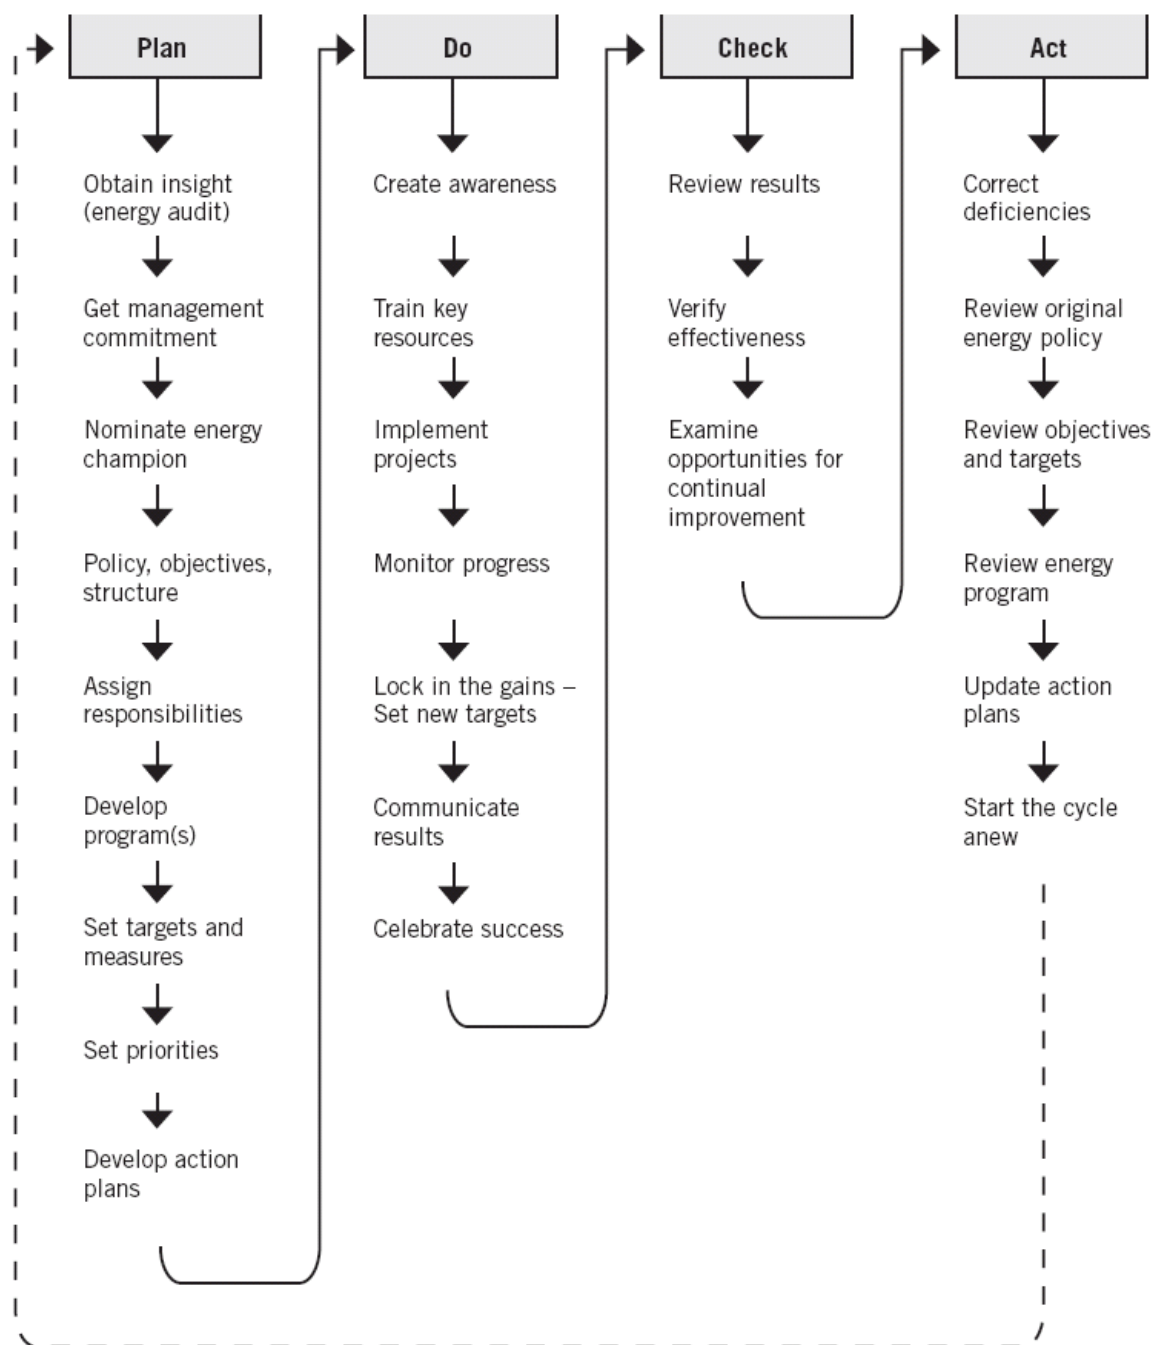 Plan
Obtain insight
(energy audit)
Get management
commitment
Nominate energy
champion
Policy, objectives,
structure
Assign
responsibilities
Develop
program(s)
Set targets and
measures
Set priorities
Develop action
plans
Do
Create awareness
Train key
resources
Implement
projects
Monitor progress
Lock in the gains –
Set new targets
Communicate
results
Celebrate success
Check
Review results
Verify
effectiveness
Examine
opportunities for
continual
improvement
Act
Correct
deficiencies
Review original
energy policy
Review objectives
and targets
Review energy
program
Update action
plans
Start the cycle
anew